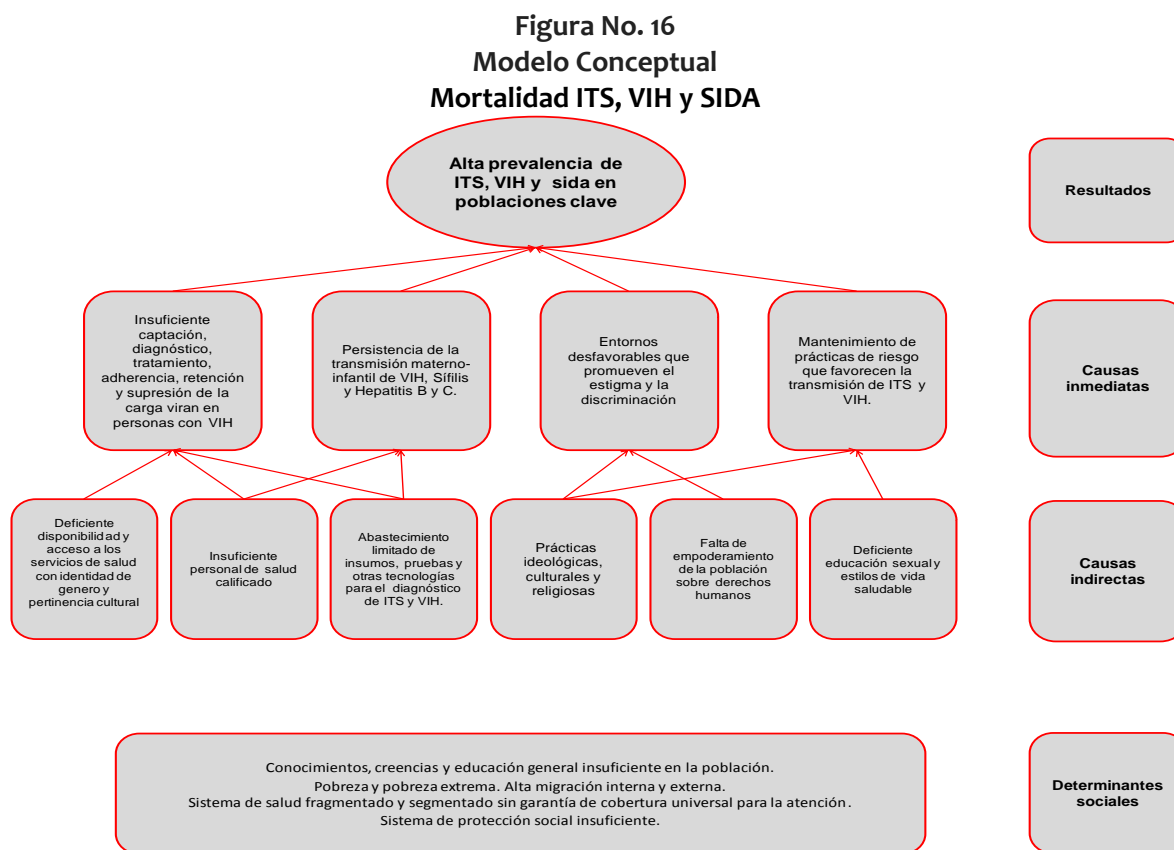 Figura No. 16
Modelo Conceptual
Mortalidad ITS, VIH y SIDA
Alta prevalencia de
ITS, VIH y sida en
poblaciones clave
Resultados
Insuficiente
captación,
diagnóstico,
tratamiento,
adherencia, retención
y supresión de la
carga viran en
personas con VIH
Persistencia de la
transmisión materno-
infantil de VIH, Sífilis
y Hepatitis B y C.
Entornos
desfavorables que
promueven el
estigma y la
discriminación
Mantenimiento de
prácticas de riesgo
que favorecen la
transmisión de ITS y
VIH.
Causas
inmediatas
Deficiente
disponibilidad y
acceso a los
servicios de salud
con identidad de
genero y
pertinencia cultural
Insuficiente
personal de salud
calificado
Abastecimiento
limitado de
insumos, pruebas y
otras tecnologías
para el diagnóstico
de ITS y VIH.
Prácticas
ideológicas,
culturales y
religiosas
Falta de
empoderamiento
de la población
sobre derechos
humanos
Deficiente
educación sexual y
estilos de vida
saludable
Causas
indirectas
Conocimientos, creencias y educación general insuficiente en la población.
Pobreza y pobreza extrema. Alta migración interna y externa.
Sistema de salud fragmentado y segmentado sin garantía de cobertura universal para la atención.
Sistema de protección social insuficiente.
Determinantes
sociales